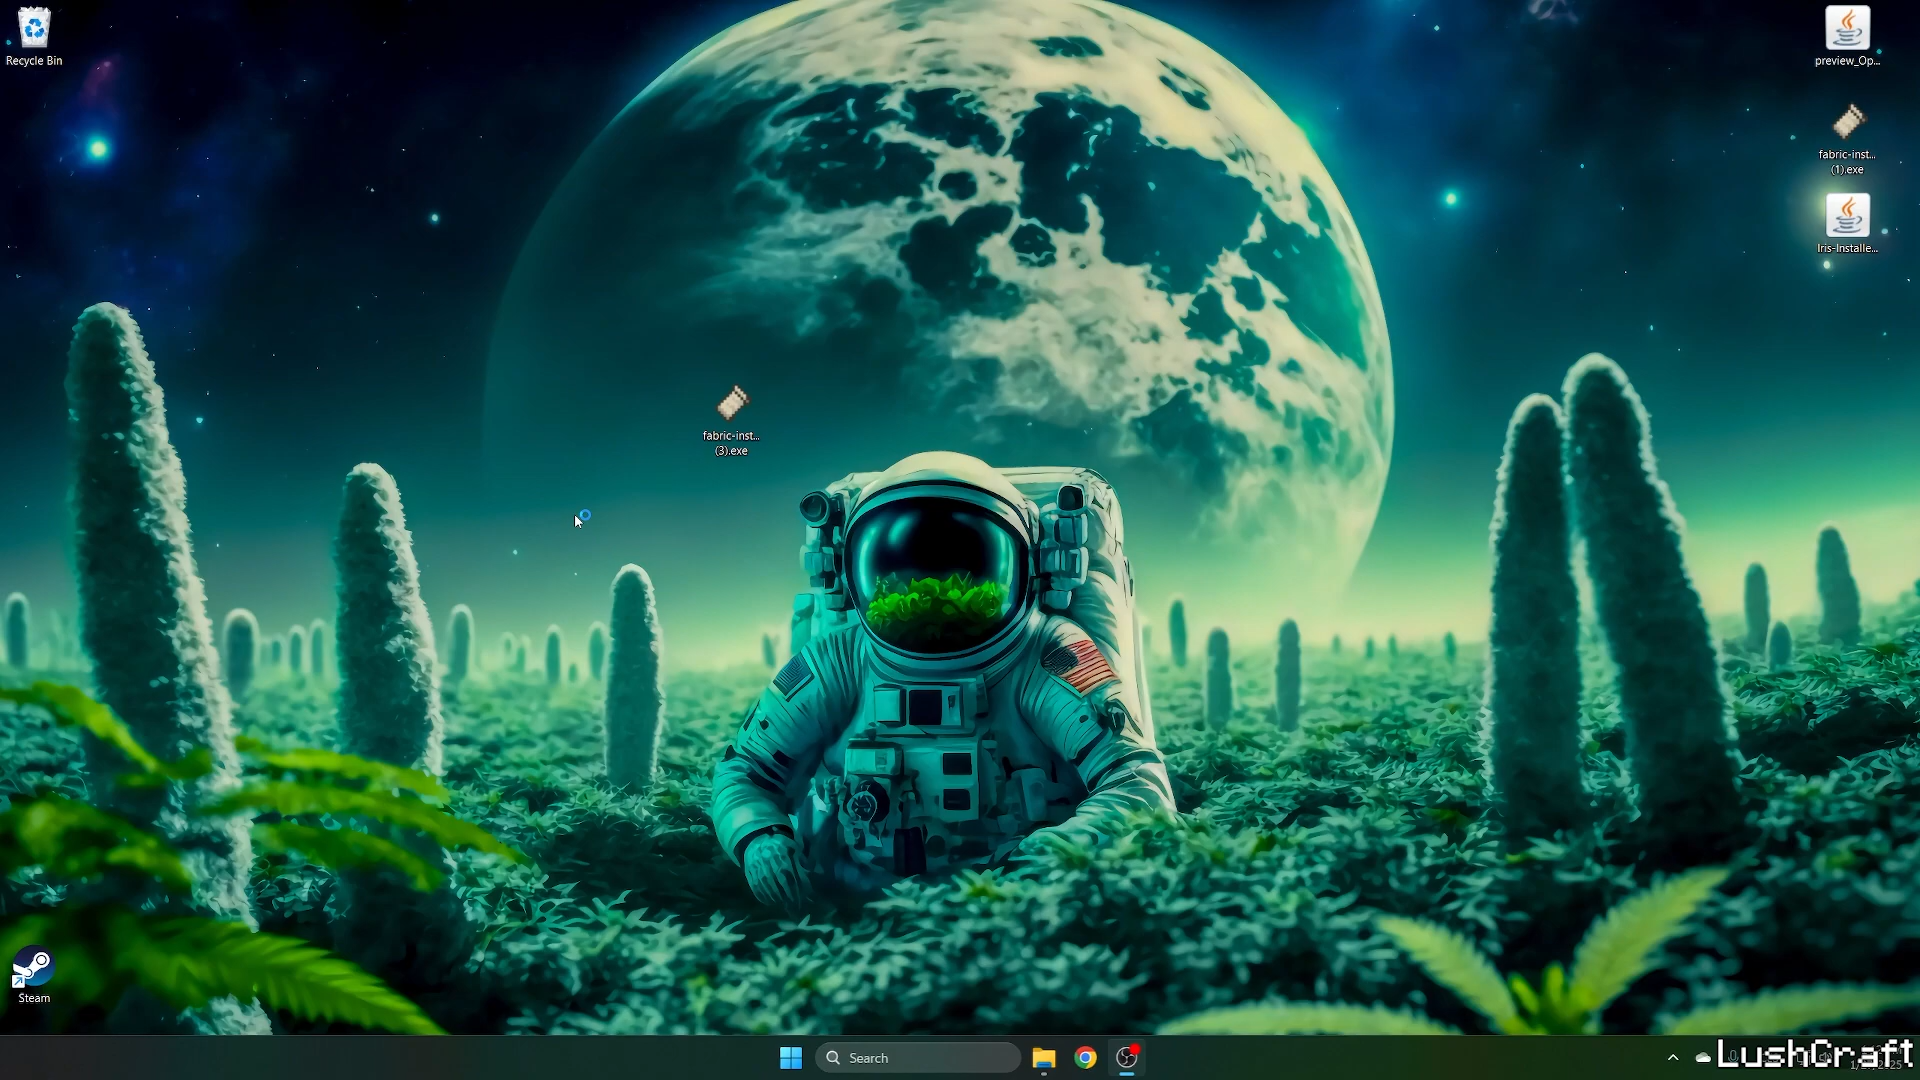 Recycle Bin
preview_Op...
fabric-inst...
(1).exe
Iris-Installe...
fabric-inst...
(3).exe
Steam
Search
LushCraft